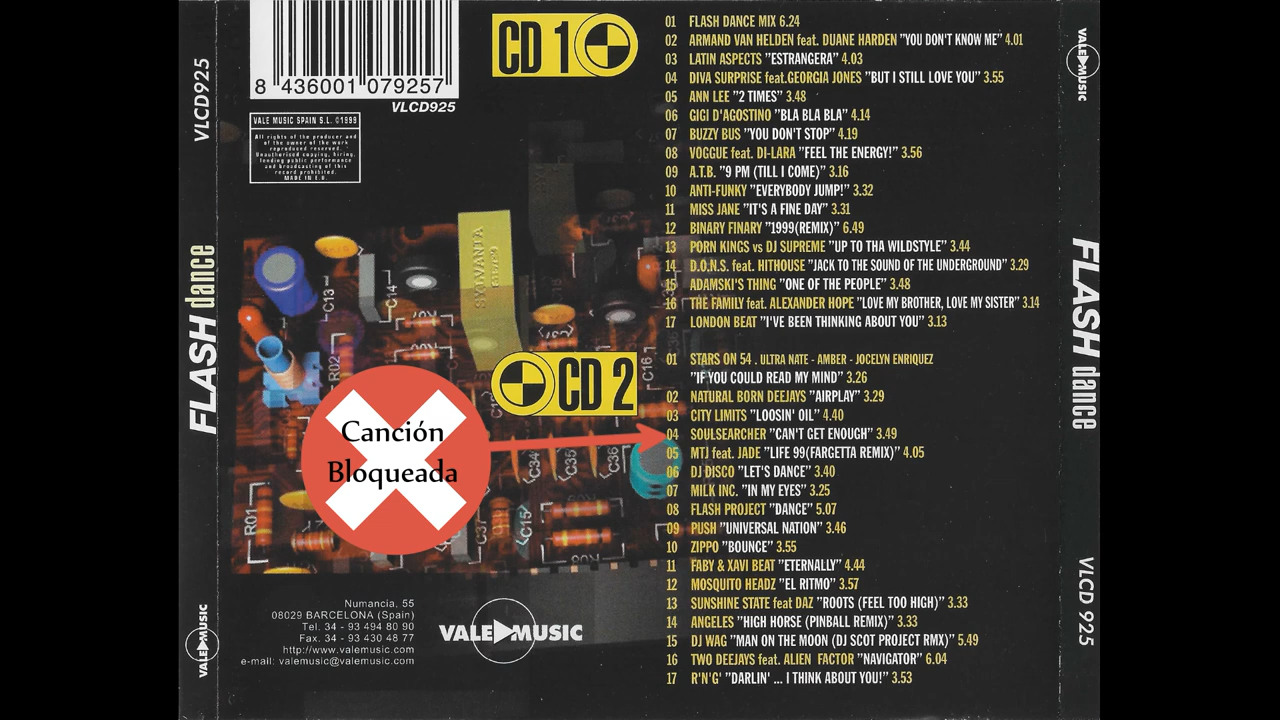 VLCD925
FLASH dance
VALE MUSIC
8 436001 079257
VLCD925
VALE MUSIC SPAIN S.L. ©1999
All rights of the producer and
of the owner of the work
reproduced reserved.
Unauthorised copying, hiring,
lending public performance
and broadcasting of this
record prohibited.
MADE IN E.U.
CD 1
01 FLASH DANCE MIX 6.24
02 ARMAND VAN HELDEN feat. DUANE HARDEN "YOU DON'T KNOW ME" 4.01
03 LATIN ASPECTS "ESTRANGERA" 4.03
04 DIVA SURPRISE feat.GEORGIA JONES "BUT I STILL LOVE YOU" 3.55
05 ANN LEE "2 TIMES" 3.48
06 GIGI D'AGOSTINO "BLA BLA BLA" 4.14
07 BUZZY BUS "YOU DON'T STOP" 4.19
08 VOGGUE feat. DI-LARA "FEEL THE ENERGY!" 3.56
09 A.T.B. "9 PM (TILL I COME)" 3.16
10 ANTI-FUNKY "EVERYBODY JUMP!" 3.32
11 MISS JANE "IT'S A FINE DAY" 3.31
12 BINARY FINARY "1999(REMIX)" 6.49
13 PORN KINGS vs DJ SUPREME "UP TO THA WILDSTYLE" 3.44
14 D.O.N.S. feat. HITHOUSE "JACK TO THE SOUND OF THE UNDERGROUND" 3.29
15 ADAMSKI'S THING "ONE OF THE PEOPLE" 3.48
16 THE FAMILY feat. ALEXANDER HOPE "LOVE MY BROTHER, LOVE MY SISTER" 3.14
17 LONDON BEAT "I'VE BEEN THINKING ABOUT YOU" 3.13
SYLVANIA
C13
C14
R02
C16
CD 2
01 STARS ON 54 . ULTRA NATE - AMBER - JOCELYN ENRIQUEZ
"IF YOU COULD READ MY MIND" 3.26
02 NATURAL BORN DEEJAYS "AIRPLAY" 3.29
03 CITY LIMITS "LOOSIN' OIL" 4.40
04 SOULSEARCHER "CAN'T GET ENOUGH" 3.49
05 MTJ feat. JADE "LIFE 99(FARGETTA REMIX)" 4.05
06 DJ DISCO "LET'S DANCE" 3.40
07 MILK INC. "IN MY EYES" 3.25
08 FLASH PROJECT "DANCE" 5.07
09 PUSH "UNIVERSAL NATION" 3.46
10 ZIPPO "BOUNCE" 3.55
11 FABY & XAVI BEAT "ETERNALLY" 4.44
12 MOSQUITO HEADZ "EL RITMO" 3.57
13 SUNSHINE STATE feat DAZ "ROOTS (FEEL TOO HIGH)" 3.33
14 ANGELES "HIGH HORSE (PINBALL REMIX)" 3.33
15 DJ WAG "MAN ON THE MOON (DJ SCOT PROJECT RMX)" 5.49
16 TWO DEEJAYS feat. ALIEN FACTOR "NAVIGATOR" 6.04
17 R'N'G' "DARLIN' ... I THINK ABOUT YOU!" 3.53
Canción
Bloqueada
C34
C35
C36
R01
C37
C15
Numancia, 55
08029 BARCELONA (Spain)
Tel. 34 - 93 494 80 90
Fax. 34 - 93 430 48 77
http://www.valemusic.com
e-mail: valemusic@valemusic.com
VALE MUSIC
VALE MUSIC
FLASH dance
VLCD 925